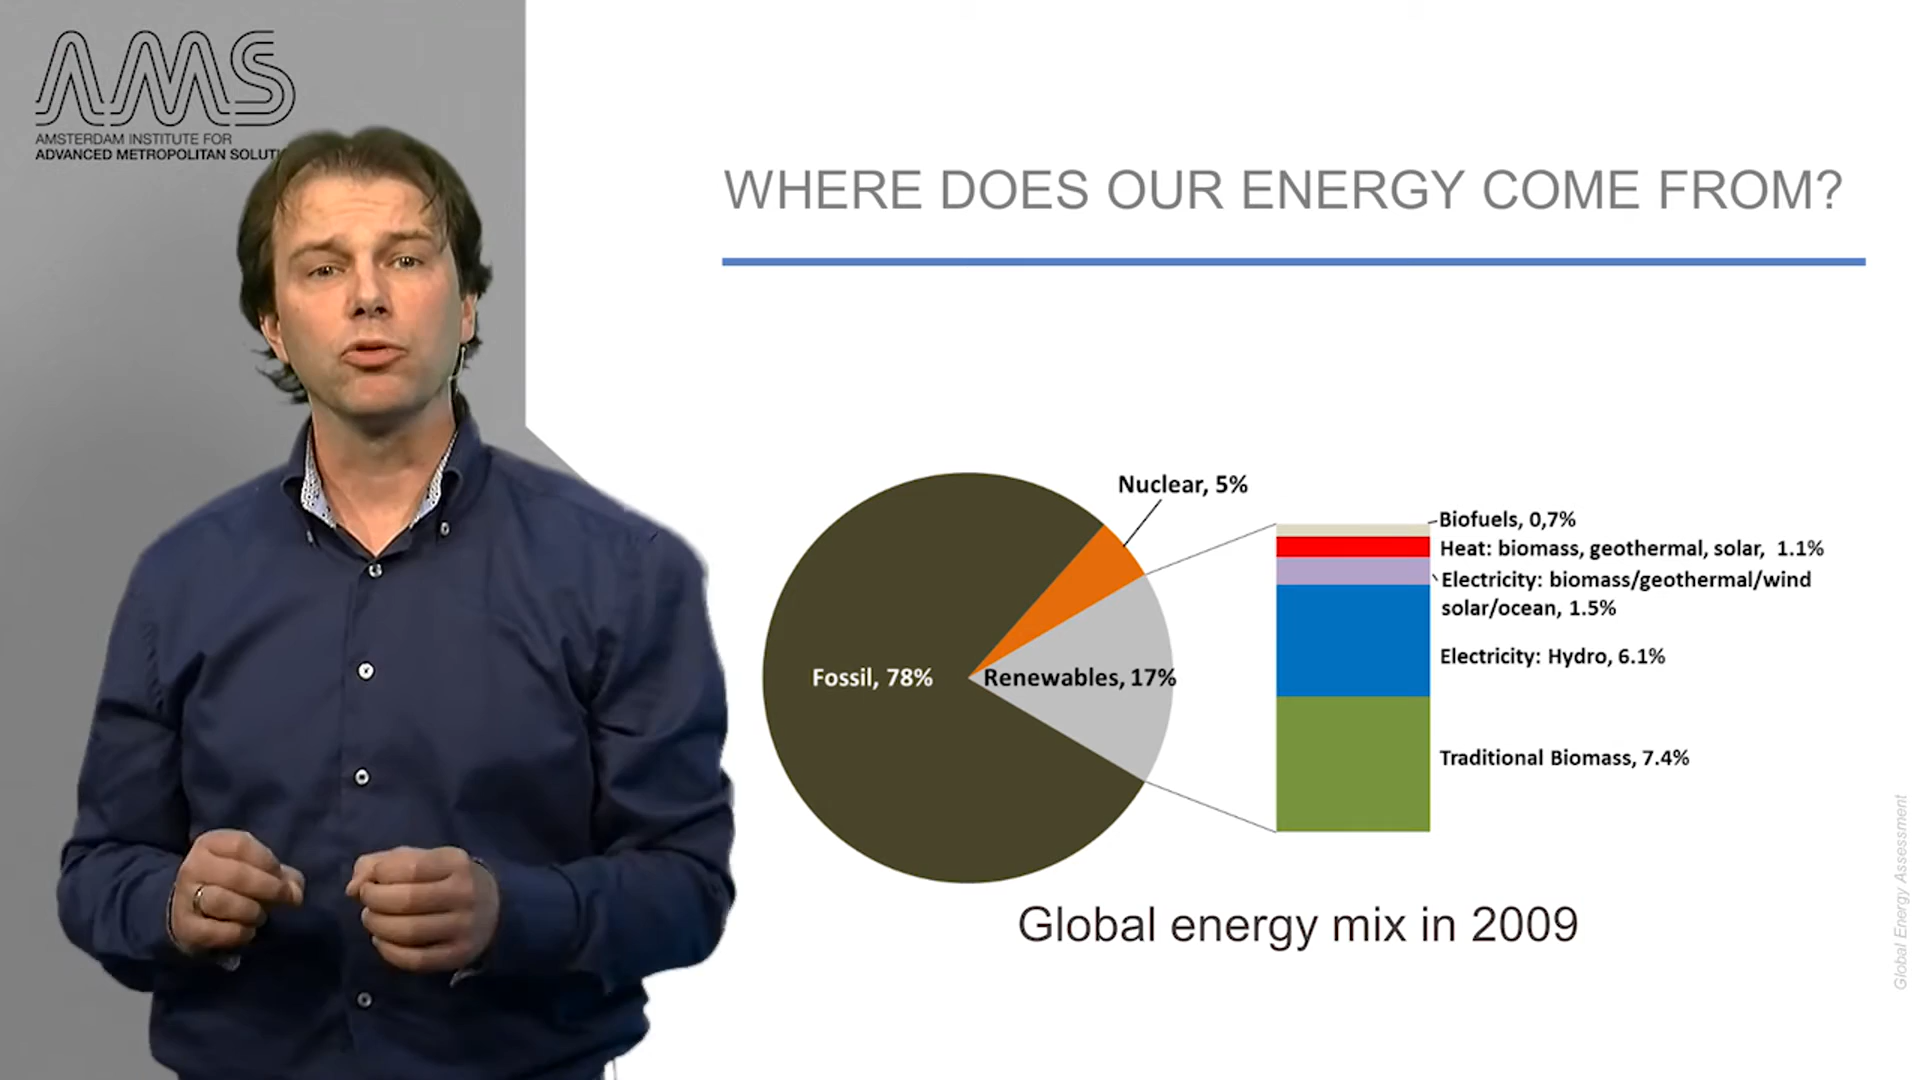 AMS
AMSTERDAM INSTITUTE FOR
ADVANCED METROPOLITAN
WHERE DOES OUR ENERGY COME FROM?
Nuclear, 5%
Fossil, 78%
Renewables, 17%
Biofuels, 0,7%
Heat: biomass, geothermal, solar, 1.1%
Electricity: biomass/geothermal/wind
solar/ocean, 1.5%
Electricity: Hydro, 6.1%
Traditional Biomass, 7.4%
Global energy mix in 2009
Global Energy Assessment